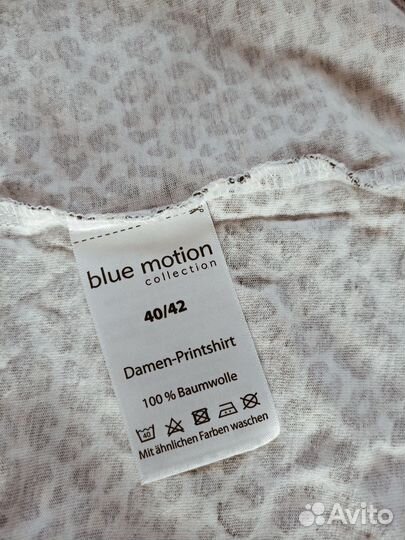 blue motion
collection
40/42
Damen-Printshirt
100 % Baumwolle
40
Mit ähnlichen Farben waschen
Avito